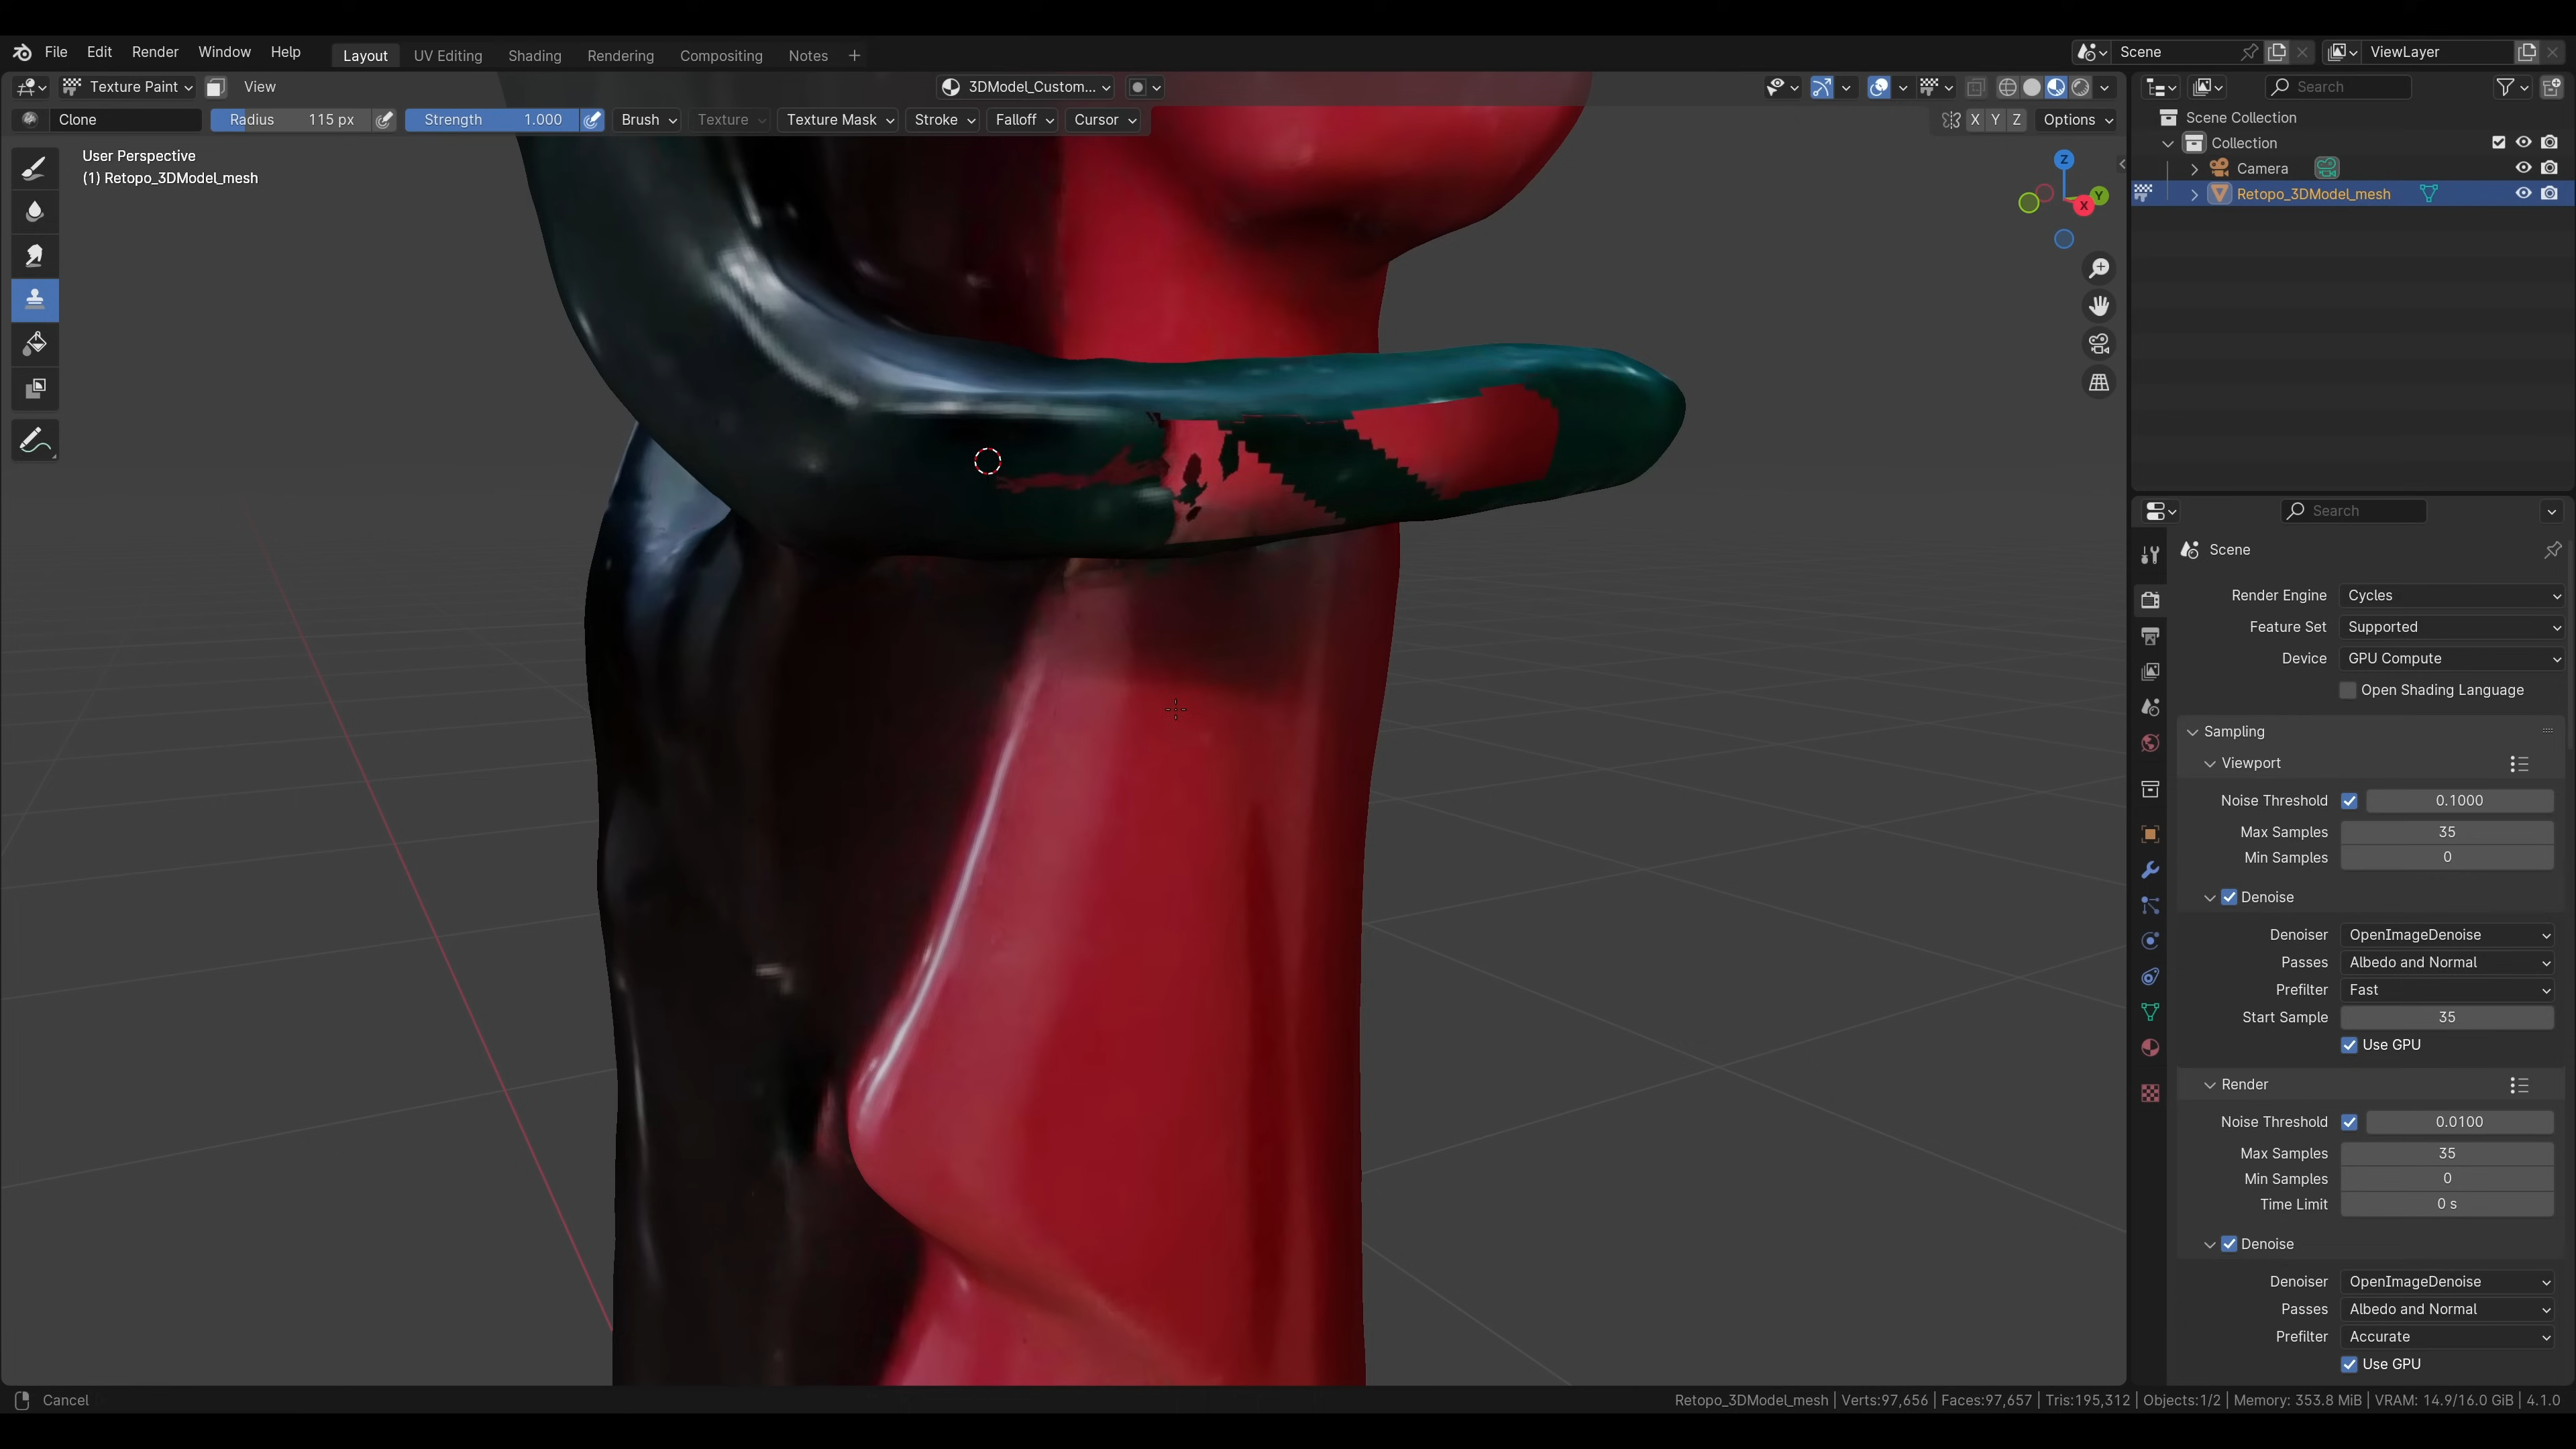 File Edit Render Window Help Layout UV Editing Shading Rendering Compositing Notes + Scene ViewLayer
Texture Paint View 3DModel_Custom... Search
Clone Radius 115 px Strength 1.000 Brush Texture Texture Mask Stroke Falloff Cursor X Y Z Options
User Perspective
(1) Retopo_3DModel_mesh
Z
Y
X
Scene Collection
Collection
Camera
Retopo_3DModel_mesh
Search
Scene
Render Engine Cycles
Feature Set Supported
Device GPU Compute
Open Shading Language
Sampling
Viewport
Noise Threshold 0.1000
Max Samples 35
Min Samples 0
Denoise
Denoiser OpenImageDenoise
Passes Albedo and Normal
Prefilter Fast
Start Sample 35
Use GPU
Render
Noise Threshold 0.0100
Max Samples 35
Min Samples 0
Time Limit 0 s
Denoise
Denoiser OpenImageDenoise
Passes Albedo and Normal
Prefilter Accurate
Use GPU
Cancel Retopo_3DModel_mesh | Verts:97,656 | Faces:97,657 | Tris:195,312 | Objects:1/2 | Memory: 353.8 MiB | VRAM: 14.9/16.0 GiB | 4.1.0